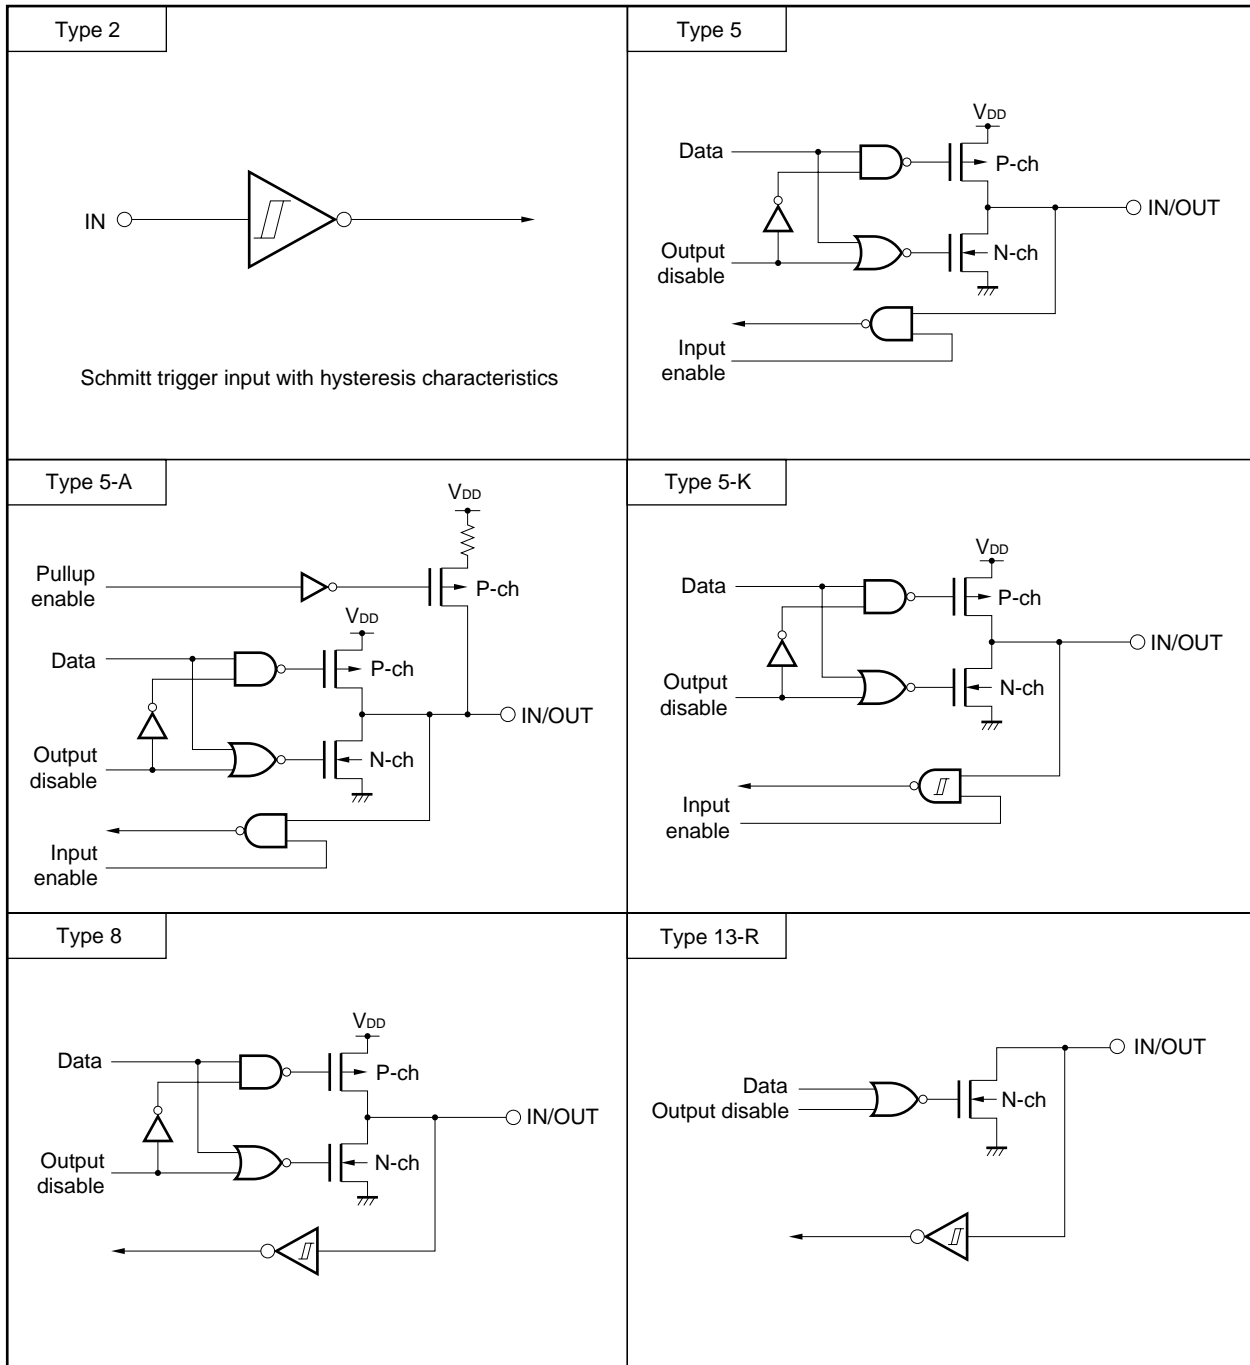 Type 2
IN
Schmitt trigger input with hysteresis characteristics
Type 5
VDD
Data
P-ch
IN/OUT
Output
disable
N-ch
Input
enable
Type 5-A
VDD
Pullup
enable
P-ch
VDD
Data
P-ch
IN/OUT
Output
disable
N-ch
Input
enable
Type 5-K
VDD
Data
P-ch
IN/OUT
Output
disable
N-ch
Input
enable
Type 8
VDD
Data
P-ch
IN/OUT
Output
disable
N-ch
Type 13-R
IN/OUT
Data
Output disable
N-ch